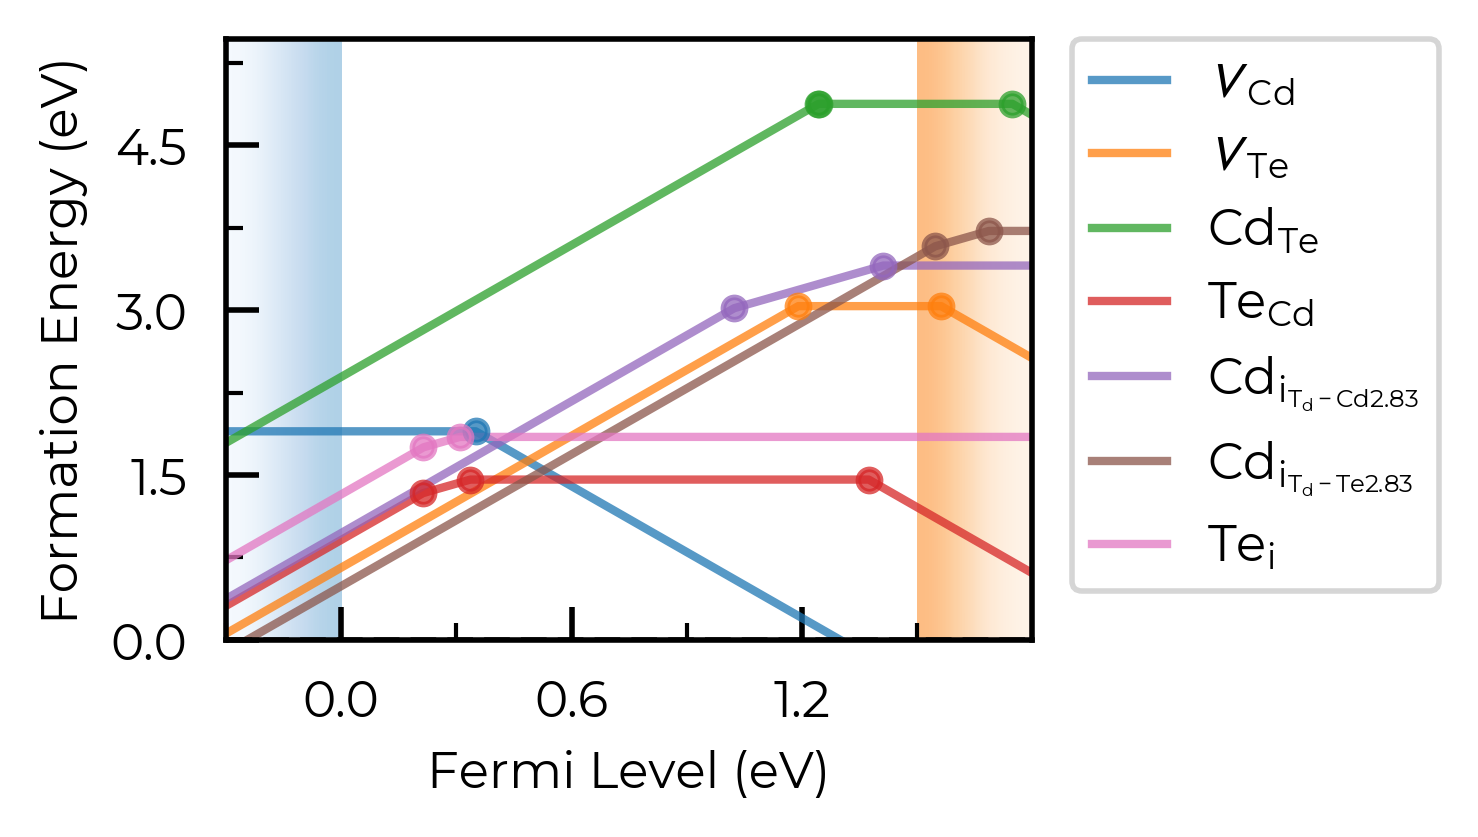 Formation Energy (eV)
4.5
3.0
1.5
0.0
0.0 0.6 1.2
Fermi Level (eV)
V_Cd
V_Te
Cd_Te
Te_Cd
Cd_i_Td−Cd2.83
Cd_i_Td−Te2.83
Te_i